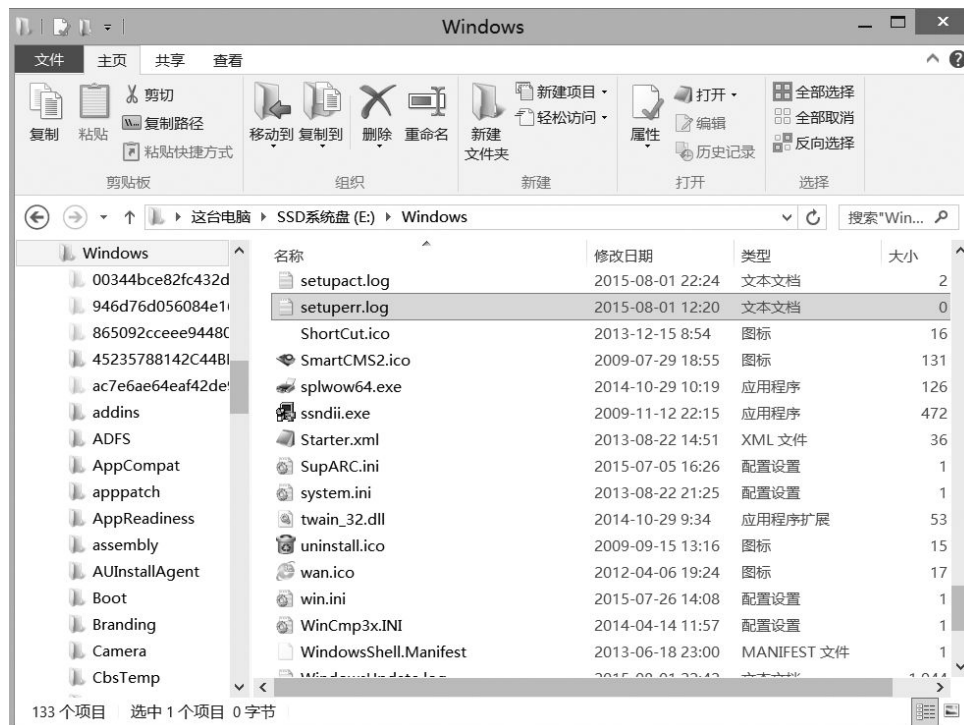 Windows
文件 主页 共享 查看
复制 粘贴 剪切 复制路径 粘贴快捷方式
剪贴板
移动到 复制到 删除 重命名
组织
新建文件夹 新建项目 轻松访问
新建
属性 打开 编辑 历史记录
打开
全部选择 全部取消 反向选择
选择
这台电脑 SSD系统盘 (E:) Windows
搜索"Win...
Windows
00344bce82fc432d
946d76d056084e1
865092cceee94480
45235788142C44B
ac7e6ae64eaf42de
addins
ADFS
AppCompat
apppatch
AppReadiness
assembly
AUInstallAgent
Boot
Branding
Camera
CbsTemp
名称 修改日期 类型 大小
setupact.log 2015-08-01 22:24 文本文档 2
setuperr.log 2015-08-01 12:20 文本文档 0
ShortCut.ico 2013-12-15 8:54 图标 16
SmartCMS2.ico 2009-07-29 18:55 图标 131
splwow64.exe 2014-10-29 10:19 应用程序 126
ssndii.exe 2009-11-12 22:15 应用程序 472
Starter.xml 2013-08-22 14:51 XML 文件 36
SupARC.ini 2015-07-05 16:26 配置设置 1
system.ini 2013-08-22 21:25 配置设置 1
twain_32.dll 2014-10-29 9:34 应用程序扩展 53
uninstall.ico 2009-09-15 13:16 图标 15
wan.ico 2012-04-06 19:24 图标 17
win.ini 2015-07-26 14:08 配置设置 1
WinCmp3x.INI 2014-04-14 11:57 配置设置 1
WindowsShell.Manifest 2013-06-18 23:00 MANIFEST 文件 1
133 个项目 选中 1 个项目 0 字节